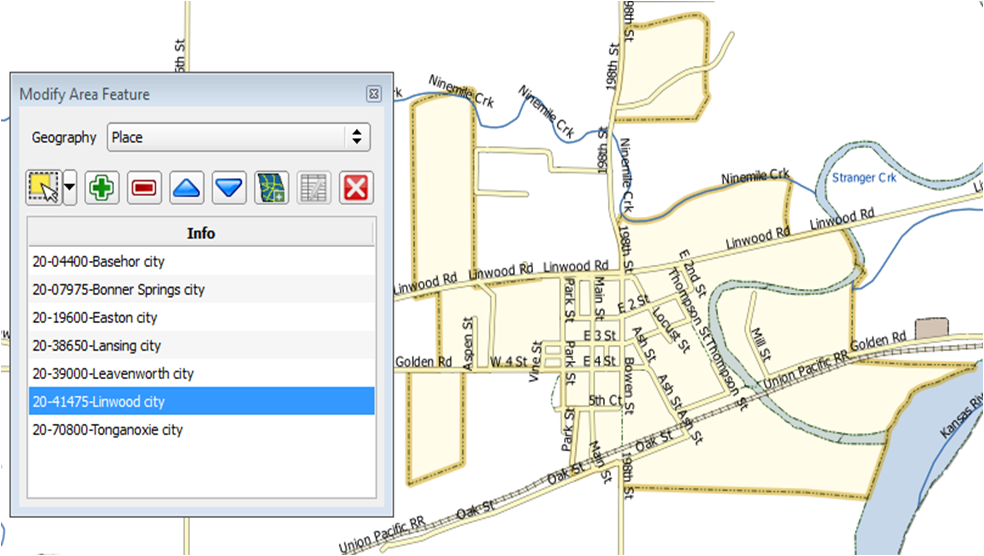 Modify Area Feature
Geography
Place
Info
20-04400-Basehor city
20-07975-Bonner Springs city
20-19600-Easton city
20-38650-Lansing city
20-39000-Leavenworth city
20-41475-Linwood city
20-70800-Tonganoxie city
198th St
198th St
198th St
Ninemile Crk
Ninemile Crk
Ninemile Crk
Ninemile Crk
Stranger Crk
Linwood Rd
Linwood Rd
198th St
Linwood Rd
Linwood Rd
Linwood Rd
E 2nd St
Thompson St
Park St
Main St
E 2 St
Locust St
Aspen St
E 3 St
Ash St
Thompson St
Mill St
Golden Rd
Golden Rd
W 4 St
Vine St
Park St
E 4 St
Bowen St
Union Pacific RR
Ash St
5th Ct
Ash St
Park St
Main St
Oak St
198th St
Oak St
Oak St
Union Pacific RR